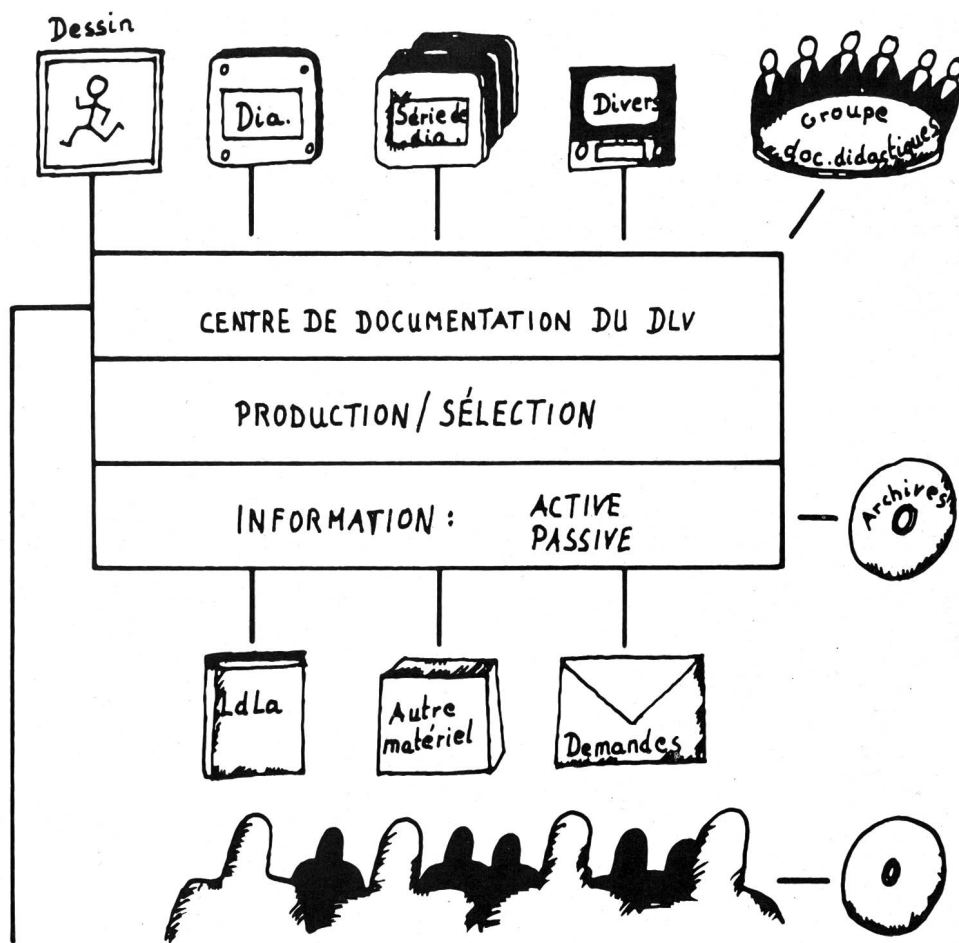 Dessin
Dia.
Série de
dia.
Divers
Groupe
doc.didactiques
CENTRE DE DOCUMENTATION DU DLV
PRODUCTION / SÉLECTION
INFORMATION : ACTIVE
PASSIVE
Archives
LdLa
Autre
matériel
Demandes